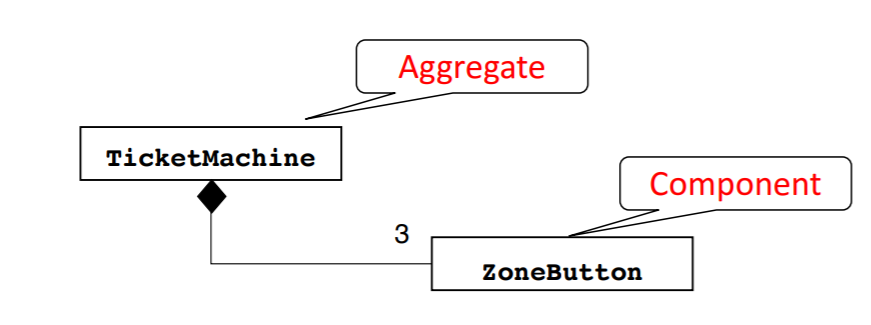 Aggregate
TicketMachine
Component
3
ZoneButton